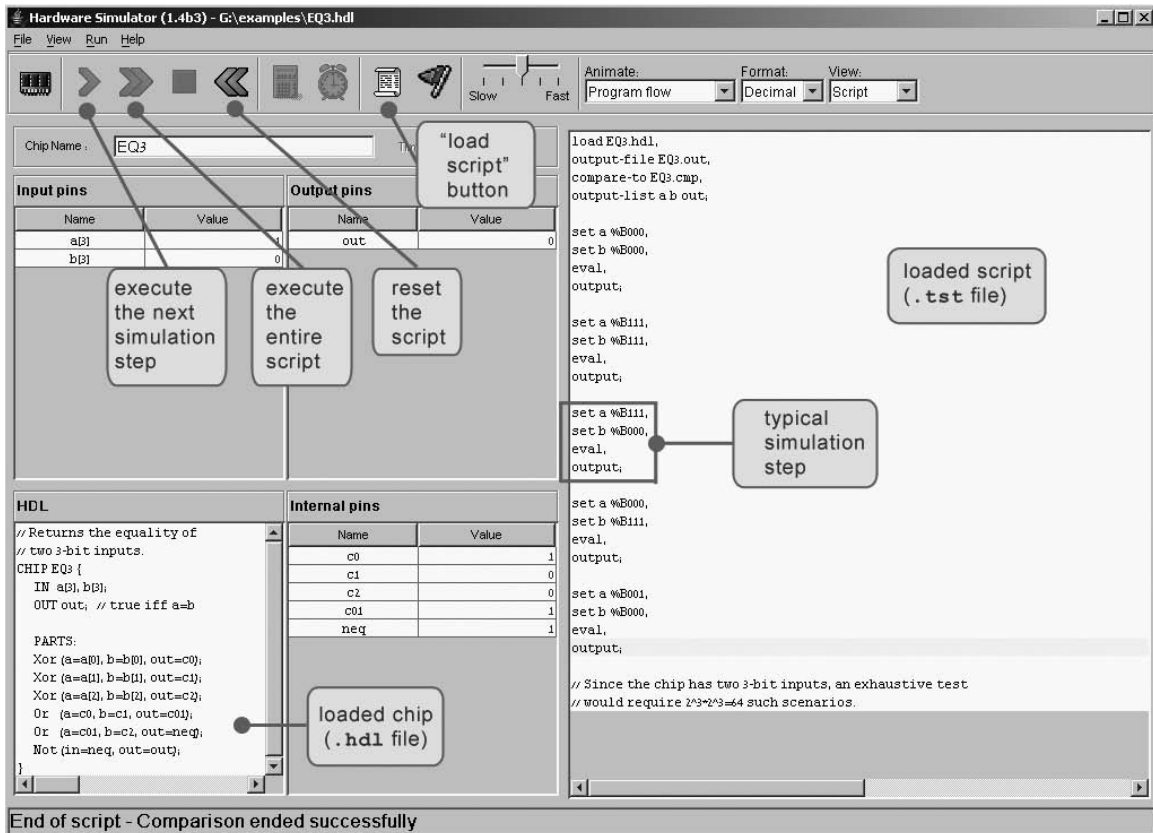 Hardware Simulator (1.4b3) - G:\examples\EQ3.hdl
File View Run Help
Slow Fast
Animate:
Program flow
Format:
Decimal
View:
Script
Chip Name :
EQ3
"load
script"
button
Input pins
Name Value
a[3] 1
b[3] 0
Output pins
Name Value
out 0
execute
the next
simulation
step
execute
the
entire
script
reset
the
script
HDL
// Returns the equality of
// two 3-bit inputs.
CHIP EQ3 {
IN a[3], b[3];
OUT out; // true iff a=b
PARTS:
Xor (a=a[0], b=b[0], out=c0);
Xor (a=a[1], b=b[1], out=c1);
Xor (a=a[2], b=b[2], out=c2);
Or (a=c0, b=c1, out=c01);
Or (a=c01, b=c2, out=neq);
Not (in=neq, out=out);
}
Internal pins
Name Value
c0 1
c1 0
c2 0
c01 1
neq 1
loaded chip
(.hdl file)
load EQ3.hdl,
output-file EQ3.out,
compare-to EQ3.cmp,
output-list a b out;
set a %B000,
set b %B000,
eval,
output;
set a %B111,
set b %B111,
eval,
output;
set a %B111,
set b %B000,
eval,
output;
set a %B000,
set b %B111,
eval,
output;
set a %B001,
set b %B000,
eval,
output;
// Since the chip has two 3-bit inputs, an exhaustive test
// would require 2^3*2^3=64 such scenarios.
loaded script
(.tst file)
typical
simulation
step
End of script - Comparison ended successfully